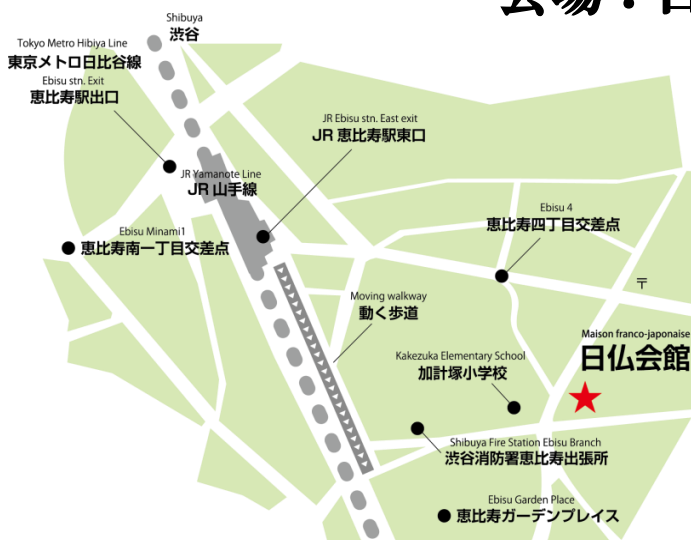 会場：日
Shibuya
渋谷
Tokyo Metro Hibiya Line
東京メトロ日比谷線
Ebisu stn. Exit
恵比寿駅出口
JR Ebisu stn. East exit
JR 恵比寿駅東口
JR Yamanote Line
JR 山手線
Ebisu 4
恵比寿四丁目交差点
Ebisu Minami1
恵比寿南一丁目交差点
〒
Moving walkway
動く歩道
Maison franco-japonaise
日仏会館
Kakezuka Elementary School
加計塚小学校
Shibuya Fire Station Ebisu Branch
渋谷消防署恵比寿出張所
Ebisu Garden Place
恵比寿ガーデンプレイス